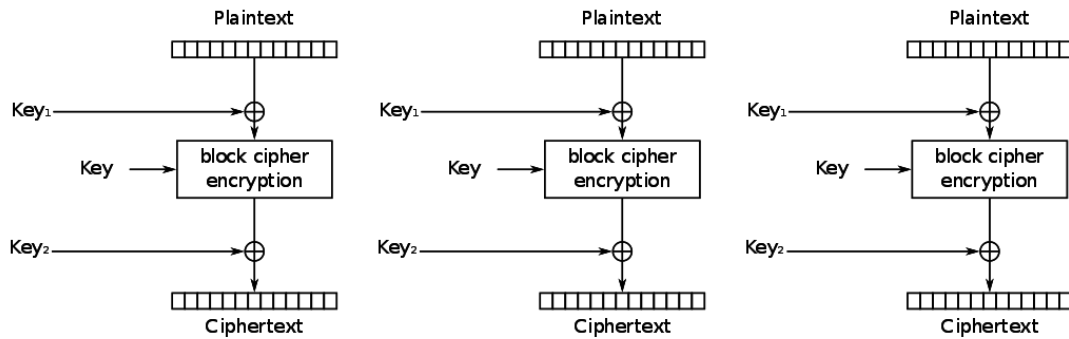 Plaintext Plaintext Plaintext
Key₁ Key₁ Key₁
block cipher block cipher block cipher
Key Key Key
encryption encryption encryption
Key₂ Key₂ Key₂
Ciphertext Ciphertext Ciphertext